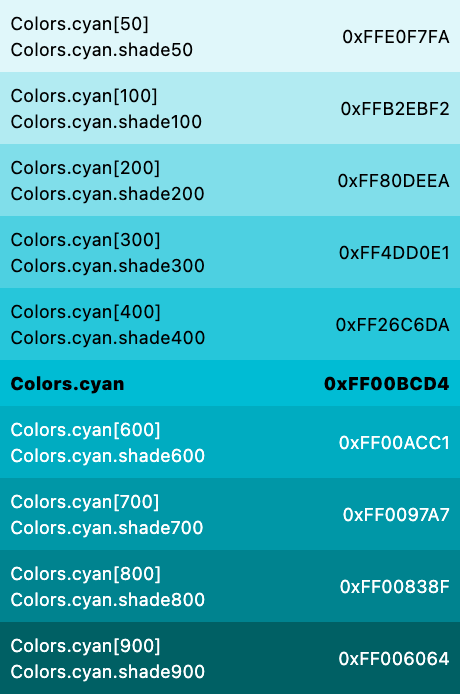 Colors.cyan[50]
Colors.cyan.shade50
0xFFE0F7FA
Colors.cyan[100]
Colors.cyan.shade100
0xFFB2EBF2
Colors.cyan[200]
Colors.cyan.shade200
0xFF80DEEA
Colors.cyan[300]
Colors.cyan.shade300
0xFF4DD0E1
Colors.cyan[400]
Colors.cyan.shade400
0xFF26C6DA
Colors.cyan 0xFF00BCD4
Colors.cyan[600]
Colors.cyan.shade600
0xFF00ACC1
Colors.cyan[700]
Colors.cyan.shade700
0xFF0097A7
Colors.cyan[800]
Colors.cyan.shade800
0xFF00838F
Colors.cyan[900]
Colors.cyan.shade900
0xFF006064